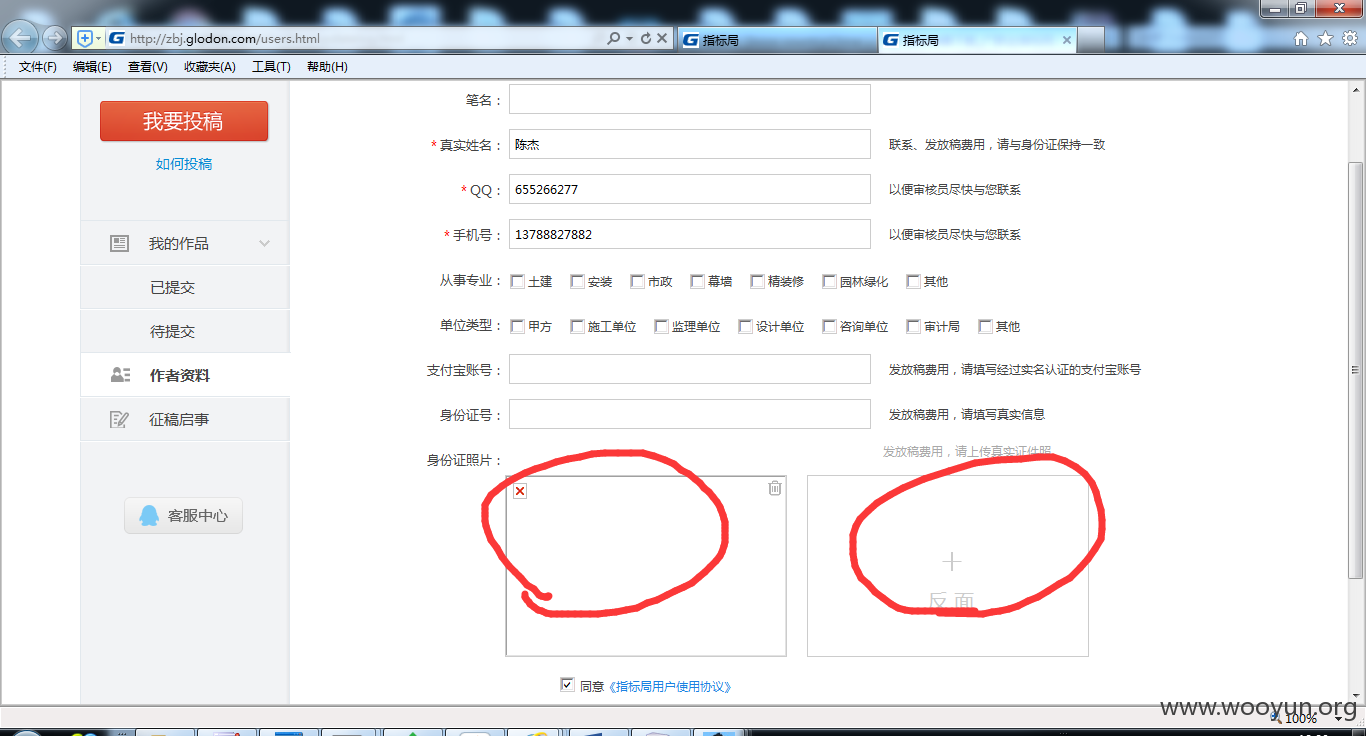 http://zbj.glodon.com/users.html
指标局
指标局
文件(F) 编辑(E) 查看(V) 收藏夹(A) 工具(T) 帮助(H)
我要投稿
如何投稿
我的作品
已提交
待提交
作者资料
征稿启事
客服中心
笔名：
*真实姓名： 陈杰 联系、发放稿费用，请与身份证保持一致
*QQ： 655266277 以便审核员尽快与您联系
*手机号： 13788827882 以便审核员尽快与您联系
从事专业： 土建 安装 市政 幕墙 精装修 园林绿化 其他
单位类型： 甲方 施工单位 监理单位 设计单位 咨询单位 审计局 其他
支付宝账号： 发放稿费用，请填写经过实名认证的支付宝账号
身份证号： 发放稿费用，请填写真实信息
身份证照片： 发放稿费用，请上传真实证件照
反面
同意《指标局用户使用协议》
www.wooyun.org
100%